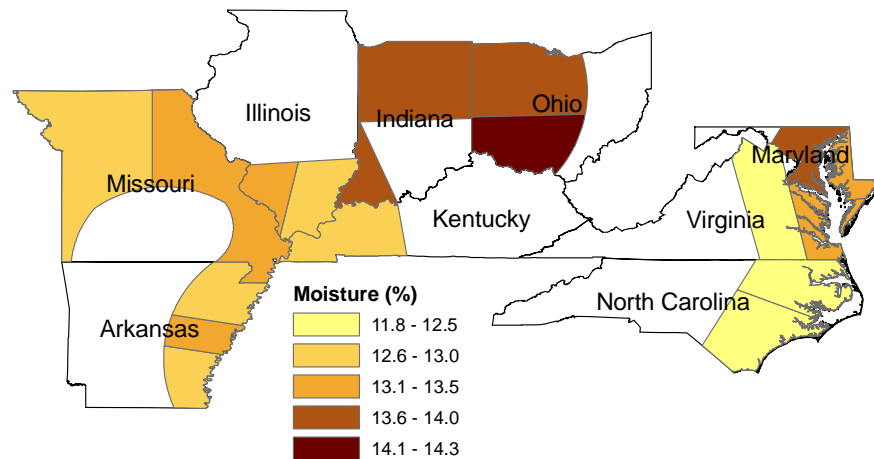 Illinois
Indiana
Ohio
Missouri
Maryland
Kentucky
Virginia
Arkansas
North Carolina
Moisture (%)
11.8 - 12.5
12.6 - 13.0
13.1 - 13.5
13.6 - 14.0
14.1 - 14.3